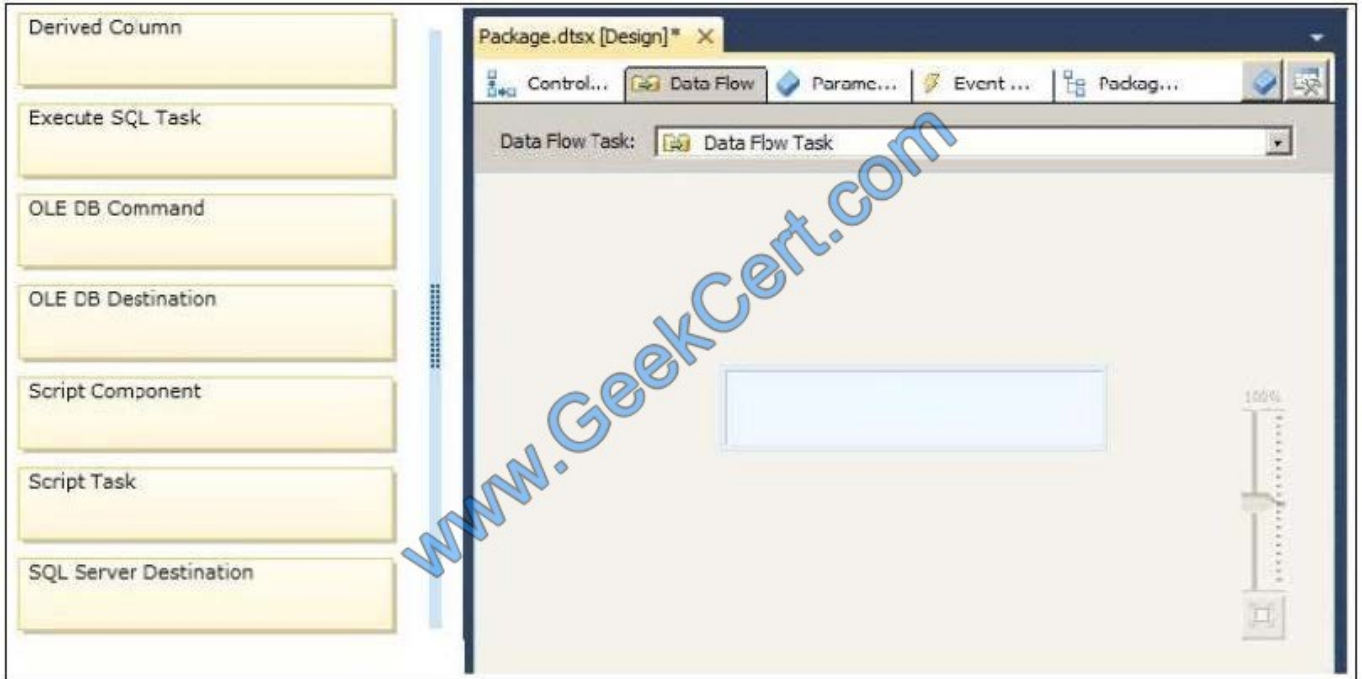 Derived Column
Execute SQL Task
OLE DB Command
OLE DB Destination
Script Component
Script Task
SQL Server Destination
Package.dtsx [Design]*
Control... Data Flow Parame... Event ... Packag...
Data Flow Task: Data Flow Task
100%
www.GeekCert.com